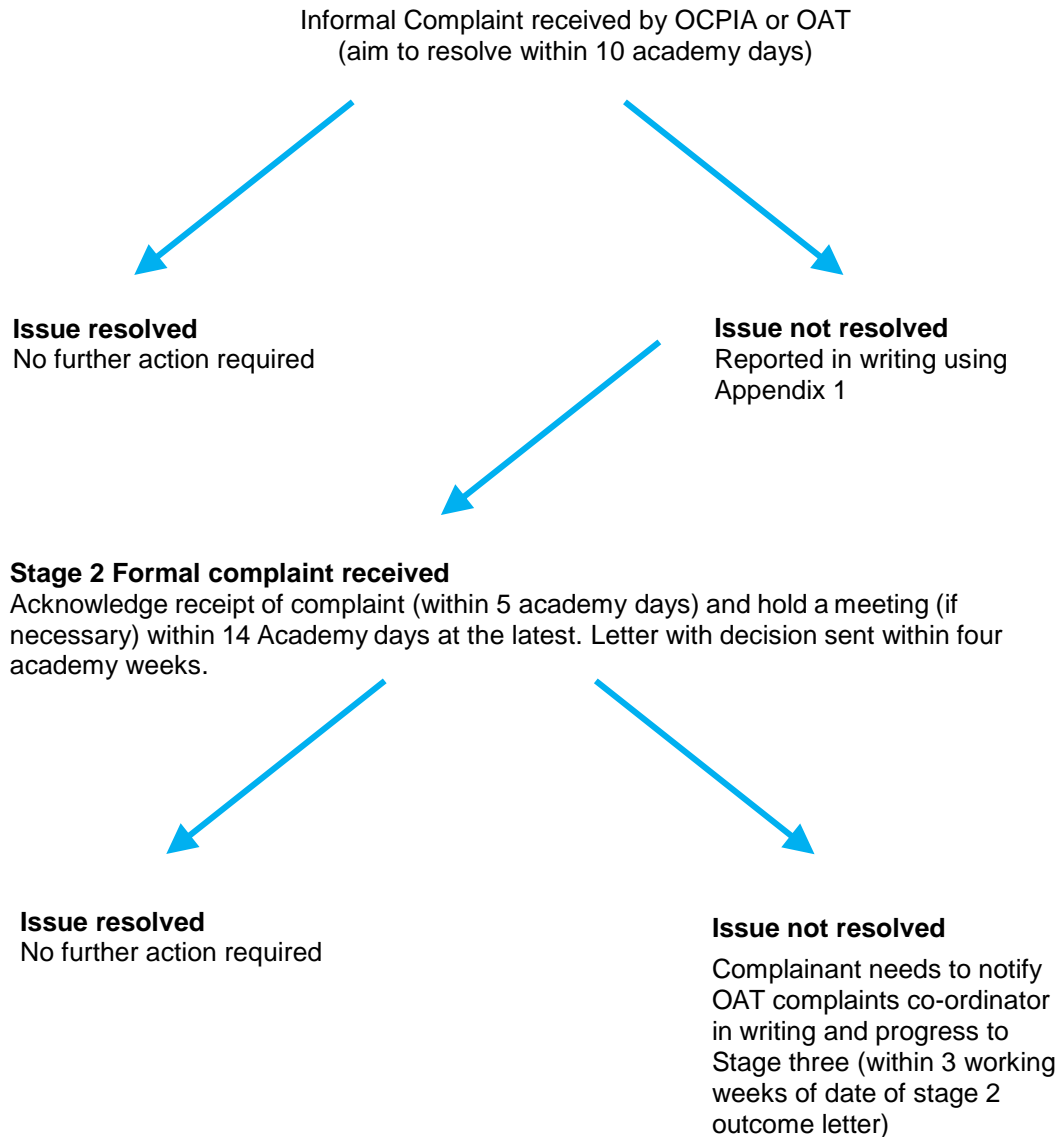 Informal Complaint received by OCPIA or OAT
(aim to resolve within 10 academy days)
Issue resolved
No further action required
Issue not resolved
Reported in writing using
Appendix 1
Stage 2 Formal complaint received
Acknowledge receipt of complaint (within 5 academy days) and hold a meeting (if
necessary) within 14 Academy days at the latest. Letter with decision sent within four
academy weeks.
Issue resolved
No further action required
Issue not resolved
Complainant needs to notify
OAT complaints co-ordinator
in writing and progress to
Stage three (within 3 working
weeks of date of stage 2
outcome letter)